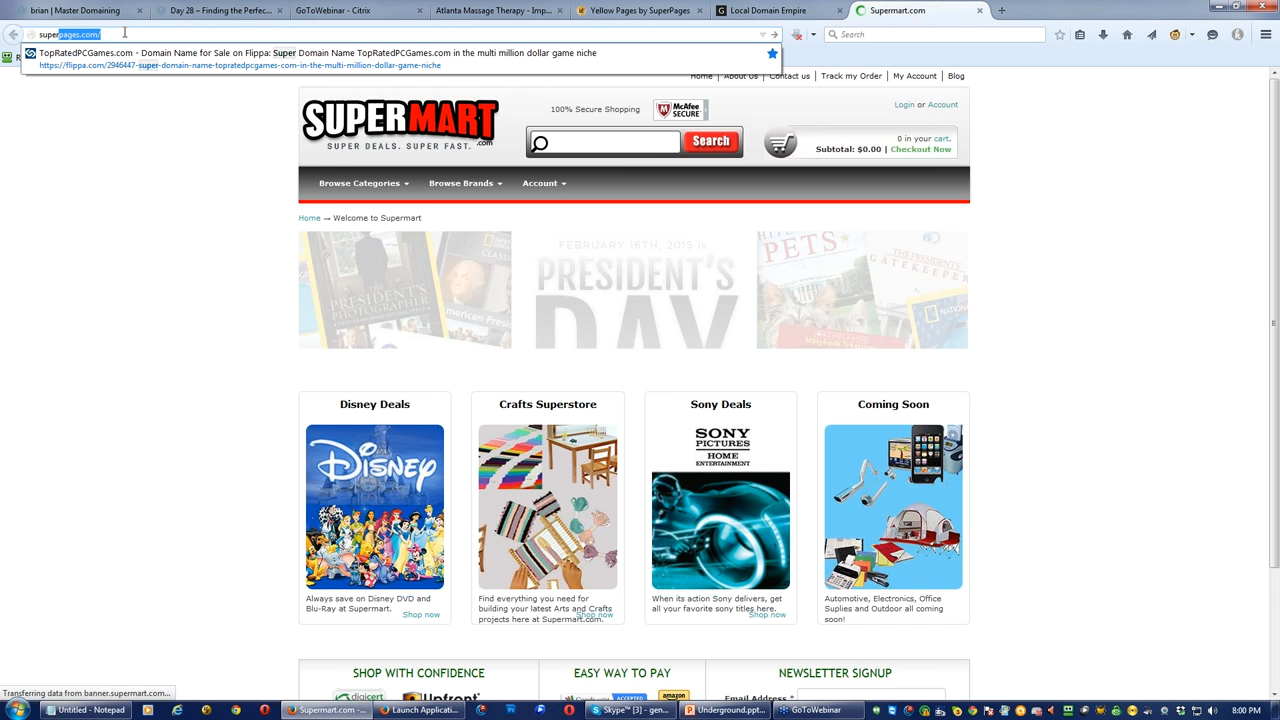 brian | Master Domaining
Day 28 – Finding the Perfec...
GoToWebinar - Citrix
Atlanta Massage Therapy - Imp...
Yellow Pages by SuperPages
Local Domain Empire
Supermart.com
superpages.com/
Search
TopRatedPCGames.com - Domain Name for Sale on Flippa: Super Domain Name TopRatedPCGames.com in the multi million dollar game niche
https://flippa.com/2946447-super-domain-name-topratedpcgames-com-in-the-multi-million-dollar-game-niche
Home About Us Contact us Track my Order My Account Blog
SUPERMART
.com
SUPER DEALS. SUPER FAST.
100% Secure Shopping
McAfee
SECURE
Search
Login or Account
0 in your cart.
Subtotal: $0.00 | Checkout Now
Browse Categories Browse Brands Account
Home → Welcome to Supermart
FEBRUARY 16TH, 2015 is
PRESIDENT'S
DAY
THE
PRESIDENT'S
PHOTOGRAPHER
CLASSI
American Pres
PETS
THE PRESIDENTS'
GATEKEEPER
Disney Deals
Disney
Always save on Disney DVD and
Blu-Ray at Supermart.
Shop now
Crafts Superstore
Find everything you need for
building your latest Arts and Crafts
projects here at Supermart.com.
Shop now
Sony Deals
SONY
PICTURES
HOME
ENTERTAINMENT
When its action Sony delivers, get
all your favorite sony titles here.
Shop now
Coming Soon
Automotive, Electronics, Office
Suplies and Outdoor all coming
soon!
SHOP WITH CONFIDENCE
digicert
Upfront
EASY WAY TO PAY
ACCEPTED
amazon
NEWSLETTER SIGNUP
Email Address *
Transferring data from banner.supermart.com...
Untitled - Notepad
Supermart.com -...
Launch Applicati...
Skype™ [3] - gen...
Underground.ppt...
GoToWebinar
8:00 PM